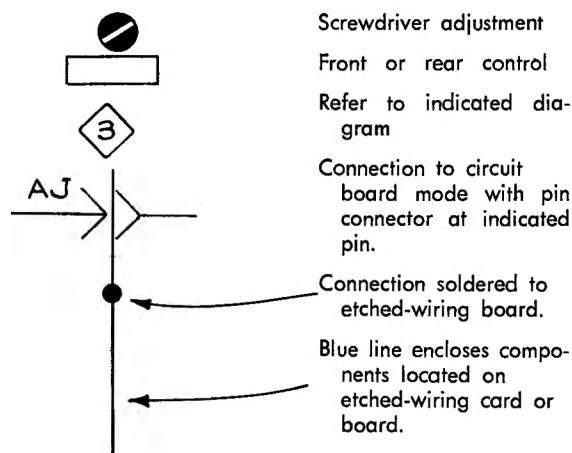 Screwdriver adjustment
Front or rear control
3
Refer to indicated dia-
gram
AJ
Connection to circuit
board mode with pin
connector at indicated
pin.
Connection soldered to
etched-wiring board.
Blue line encloses compo-
nents located on
etched-wiring card or
board.